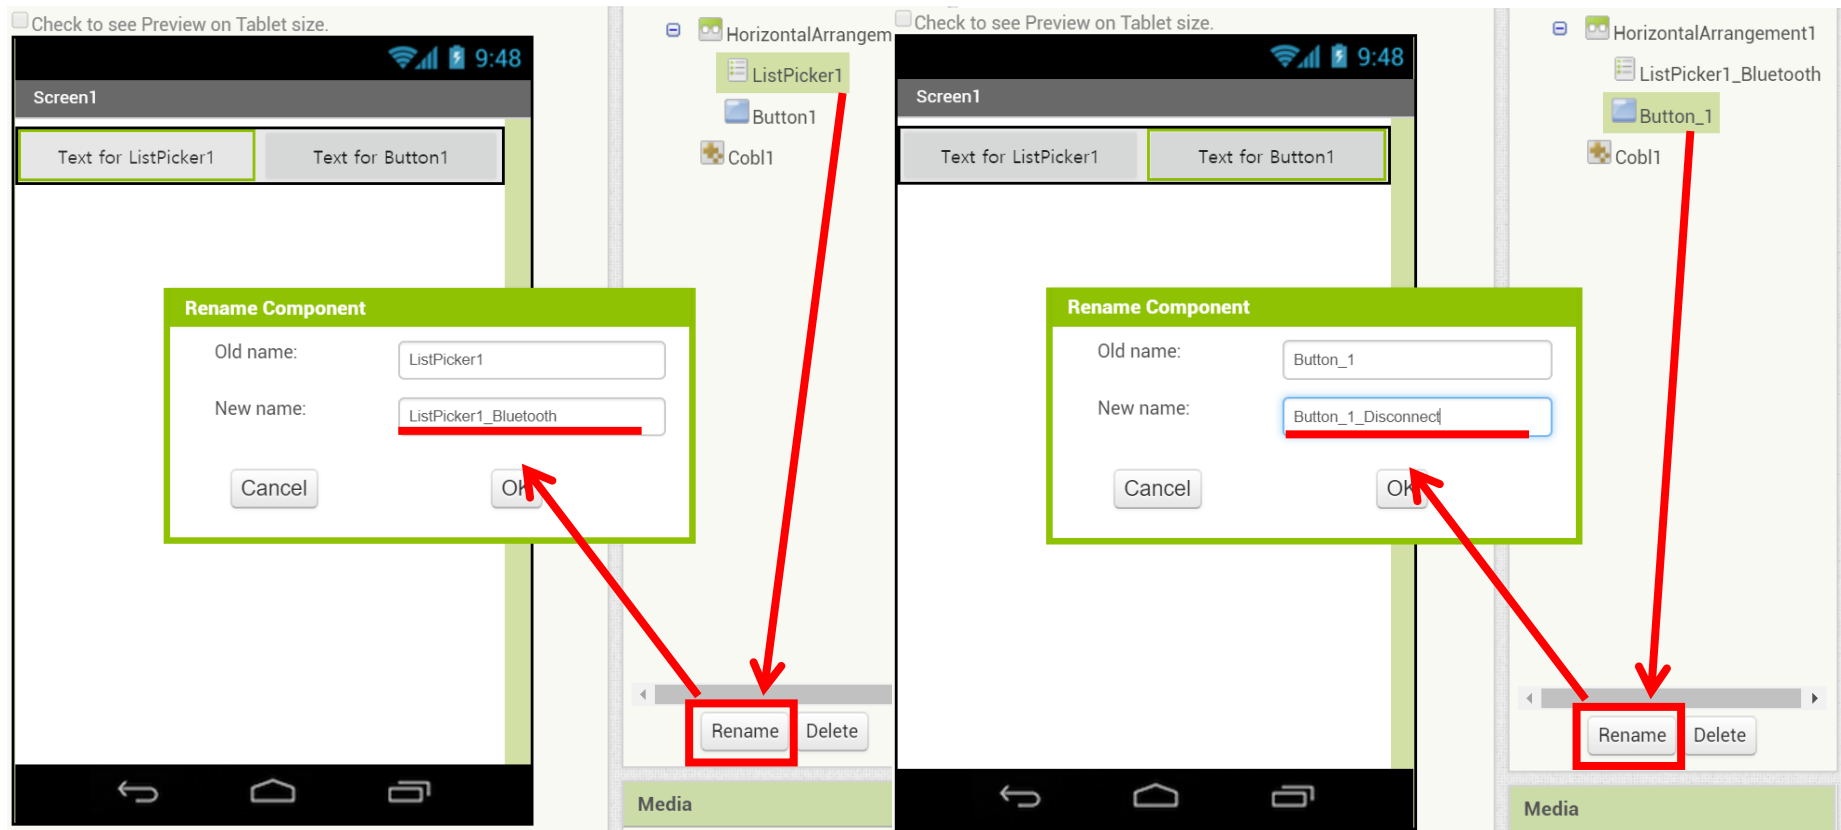 Check to see Preview on Tablet size.
9:48
Screen1
Text for ListPicker1
Text for Button1
HorizontalArrangem
ListPicker1
Button1
Cobl1
Rename Component
Old name:
ListPicker1
New name:
ListPicker1_Bluetooth
Cancel
OK
Rename
Delete
Media
Check to see Preview on Tablet size.
9:48
Screen1
Text for ListPicker1
Text for Button1
HorizontalArrangement1
ListPicker1_Bluetooth
Button_1
Cobl1
Rename Component
Old name:
Button_1
New name:
Button_1_Disconnect
Cancel
OK
Rename
Delete
Media